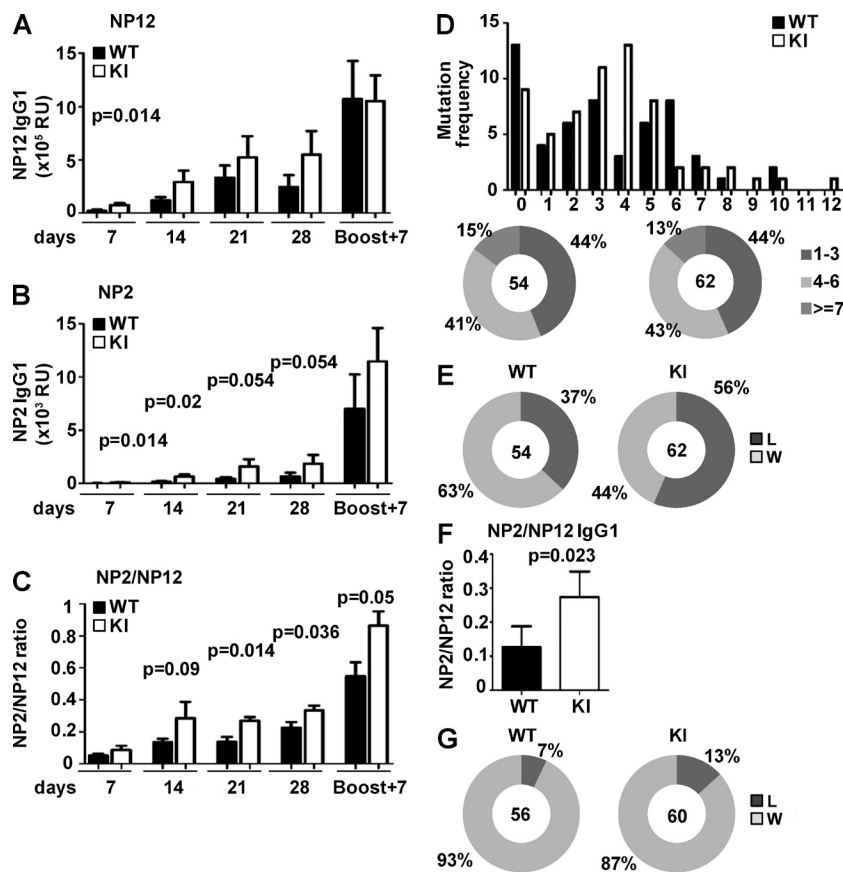 A NP12
WT
KI
p=0.014
NP12 IgG1
(x10⁵ RU)
15
10
5
0
days 7 14 21 28 Boost+7
B NP2
WT
KI
p=0.014
p=0.02
p=0.054
p=0.054
NP2 IgG1
(x10³ RU)
15
10
5
0
days 7 14 21 28 Boost+7
C NP2/NP12
WT
KI
p=0.09
p=0.014
p=0.036
p=0.05
NP2/NP12 ratio
1
0.8
0.6
0.4
0.2
0
days 7 14 21 28 Boost+7
D
WT
KI
Mutation
frequency
15
10
5
0
0 1 2 3 4 5 6 7 8 9 10 11 12
15% 44% 41% 54
13% 44% 43% 62
1-3
4-6
>=7
E WT KI
37% 63% 54
56% 44% 62
L
W
F NP2/NP12 IgG1
p=0.023
NP2/NP12 ratio
0.4
0.3
0.2
0.1
0
WT KI
G WT KI
7% 93% 56
13% 87% 60
L
W